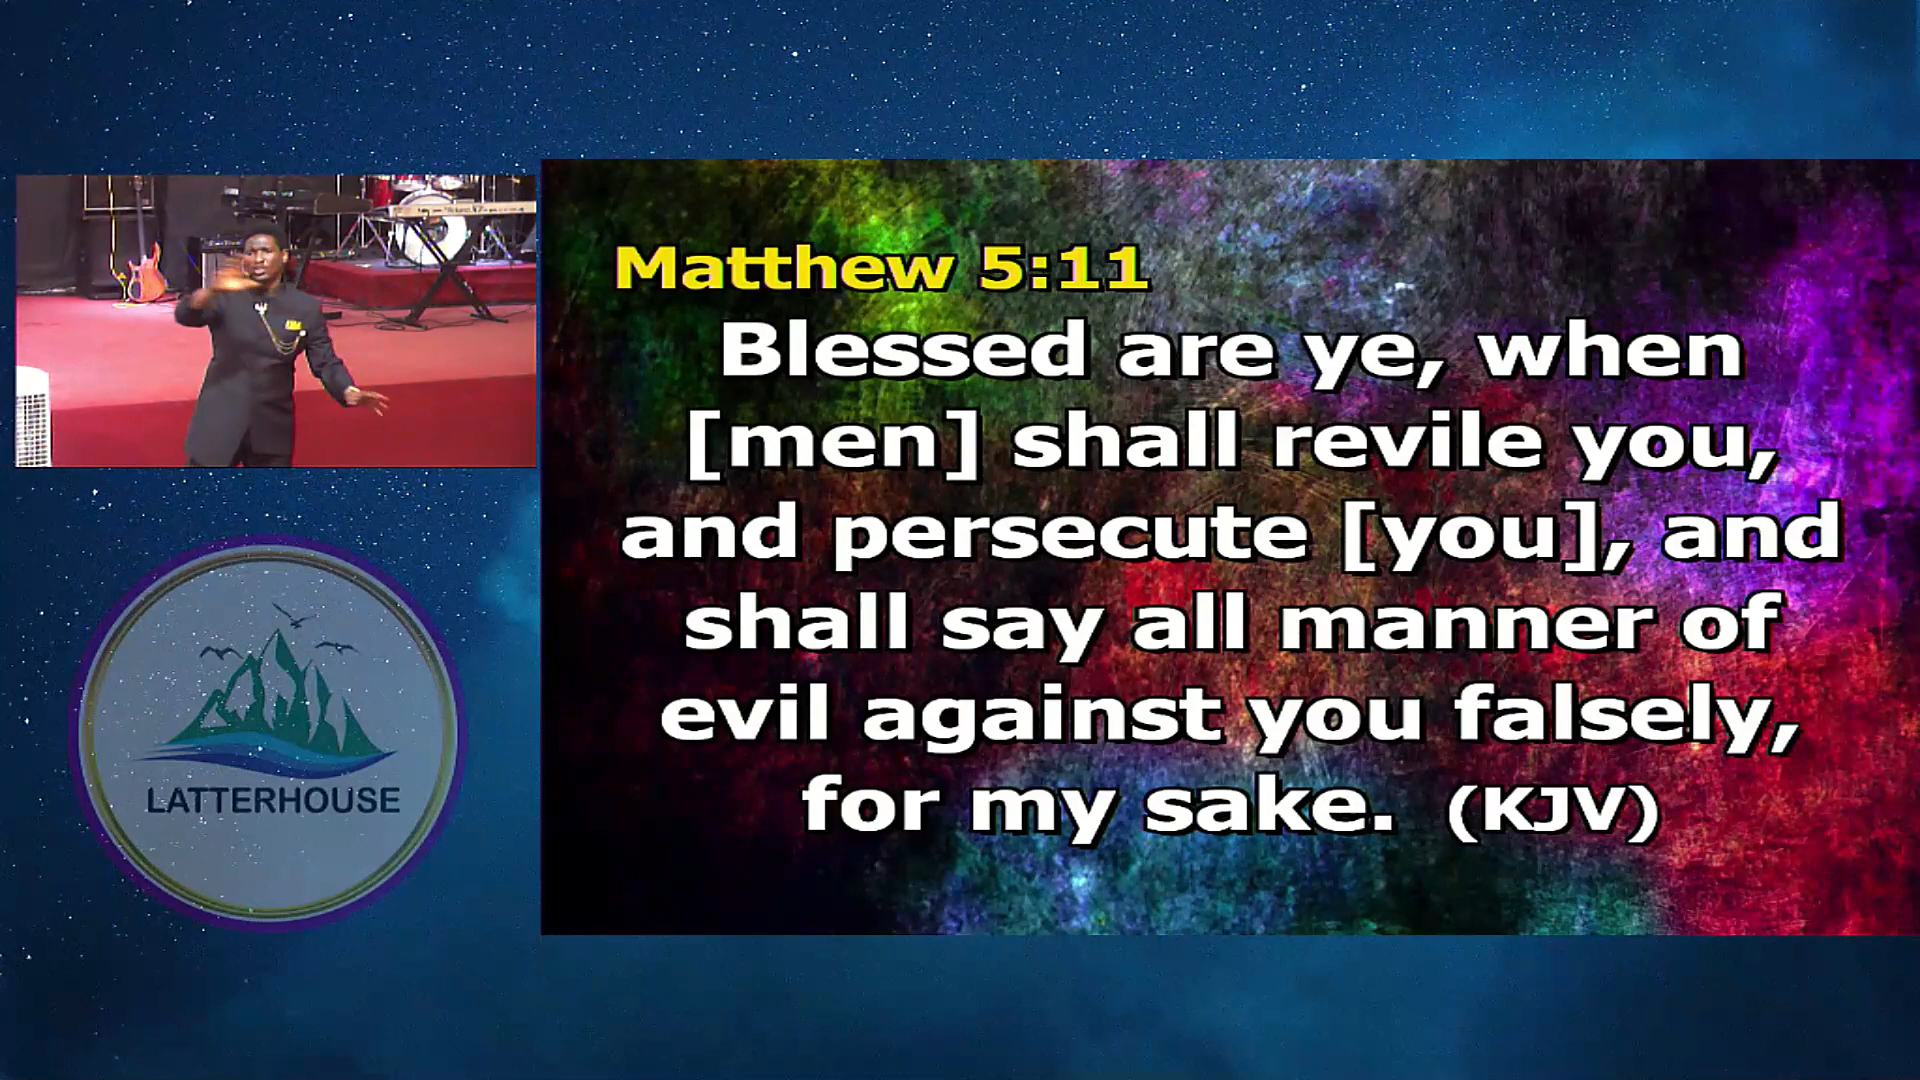 Matthew 5:11
Blessed are ye, when
[men] shall revile you,
and persecute [you], and
shall say all manner of
evil against you falsely,
for my sake. (KJV)
LATTERHOUSE